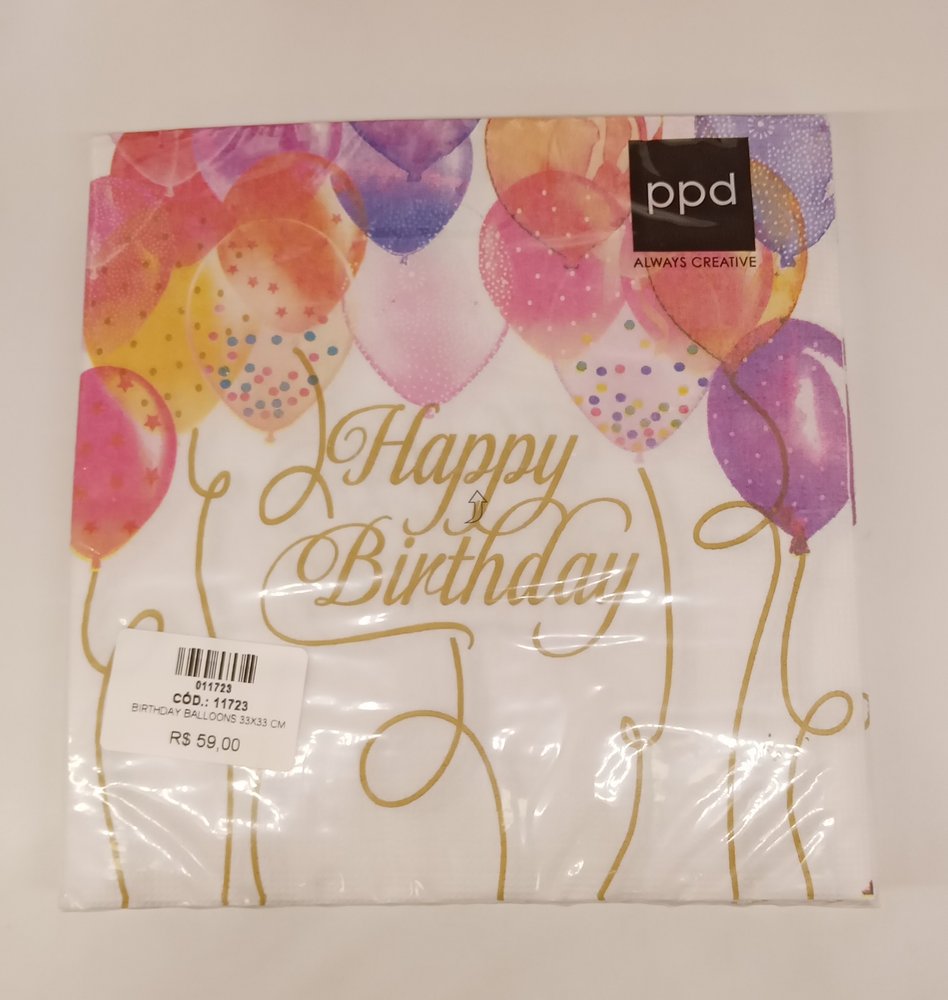 ppd
ALWAYS CREATIVE
Happy
Birthday
011723
CÓD.: 11723
BIRTHDAY BALLOONS 33X33 CM
R$ 59,00